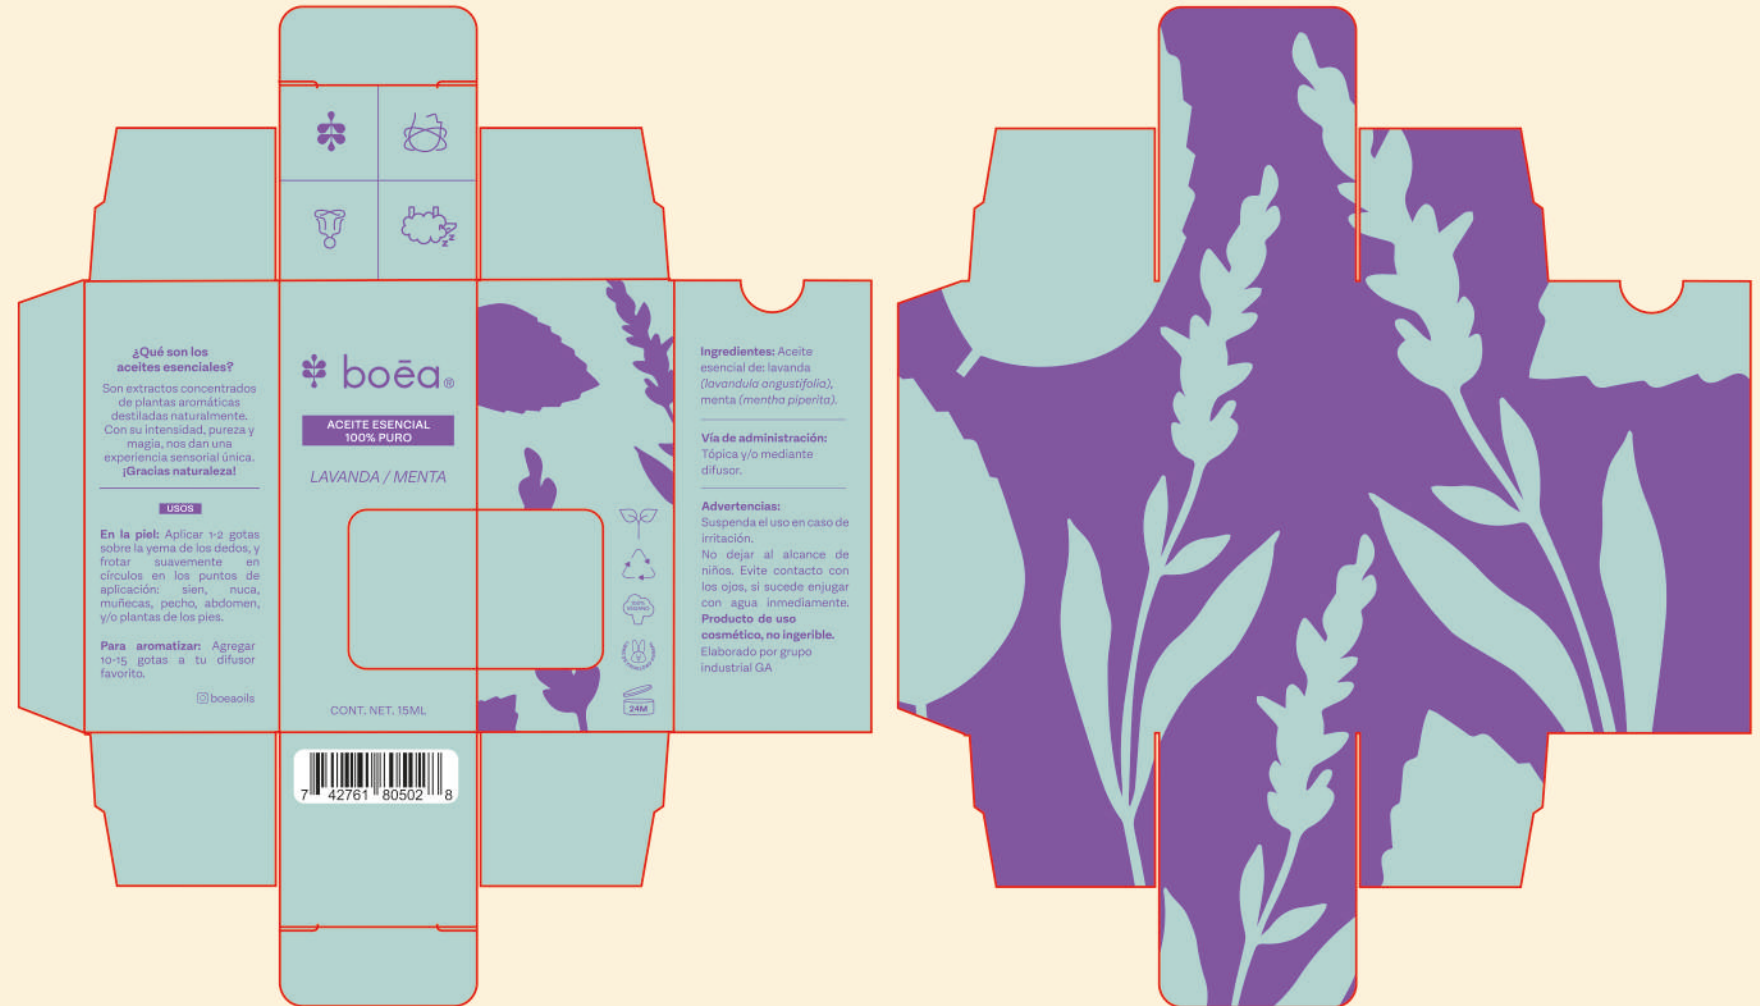 ¿Qué son los
aceites esenciales?
Son extractos concentrados
de plantas aromáticas
destiladas naturalmente.
Con su intensidad, pureza y
magia, nos dan una
experiencia sensorial única.
¡Gracias naturaleza!
USOS
En la piel: Aplicar 1-2 gotas
sobre la yema de los dedos, y
frotar suavemente en
círculos en los puntos de
aplicación: sien, nuca,
muñecas, pecho, abdomen,
y/o plantas de los pies.
Para aromatizar: Agregar
10-15 gotas a tu difusor
favorito.
boeaoils
boēa®
ACEITE ESENCIAL
100% PURO
LAVANDA / MENTA
CONT. NET. 15ML
7 42761 80502 8
zzz
100%
VEGANO
24M
Ingredientes: Aceite
esencial de: lavanda
(lavandula angustifolia),
menta (mentha piperita).
Vía de administración:
Tópica y/o mediante
difusor.
Advertencias:
Suspenda el uso en caso de
irritación.
No dejar al alcance de
niños. Evite contacto con
los ojos, si sucede enjugar
con agua inmediamente.
Producto de uso
cosmético, no ingerible.
Elaborado por grupo
industrial GA